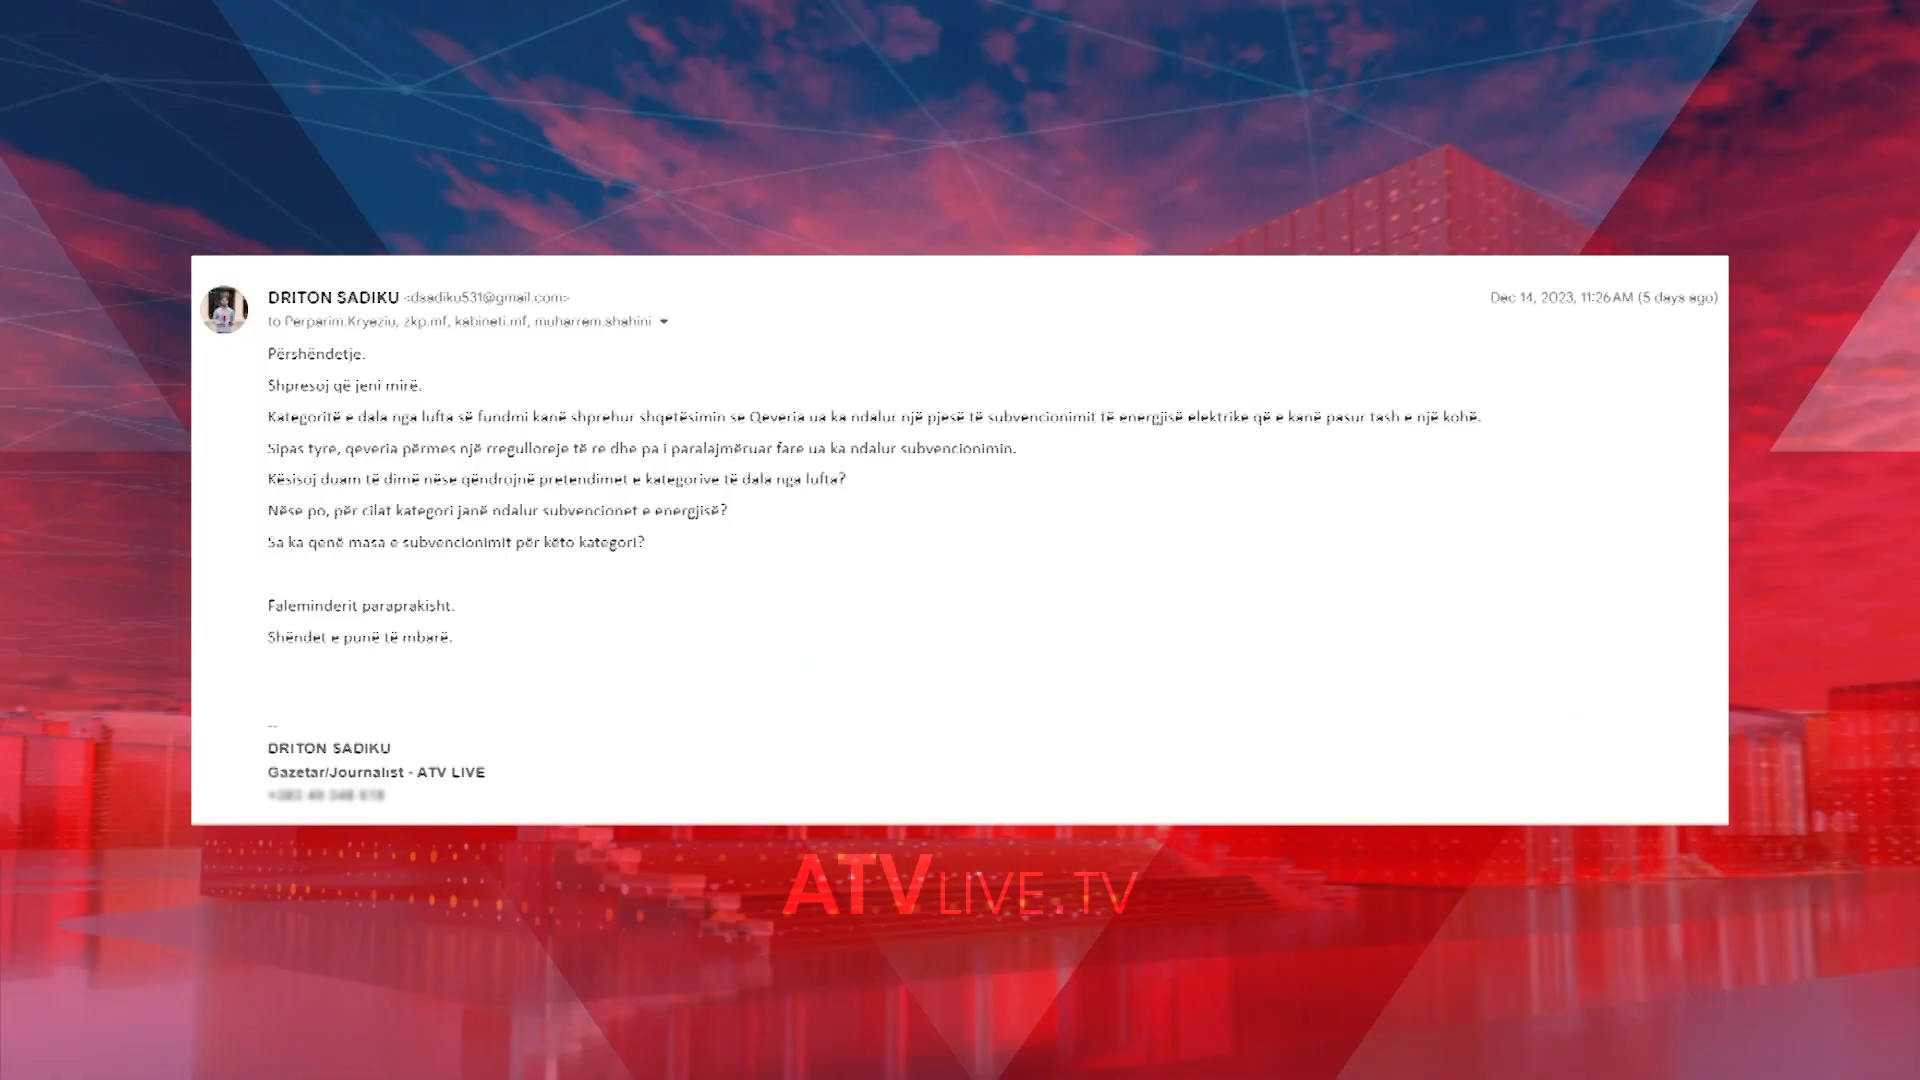 DRITON SADIKU <dsadiku531@gmail.com>
Dec 14, 2023, 11:26 AM (5 days ago)
to Perparim.Kryeziu, zkp.mf, kabineti.mf, muharrem.shahini
Përshëndetje.
Shpresoj që jeni mirë.
Kategoritë e dala nga lufta së fundmi kanë shprehur shqetësimin se Qeveria ua ka ndalur një pjesë të subvencionimit të energjisë elektrike që e kanë pasur tash e një kohë.
Sipas tyre, qeveria përmes një rregulloreje të re dhe pa i paralajmëruar fare ua ka ndalur subvencionimin.
Kësisoj duam të dimë nëse qëndrojnë pretendimet e kategorive të dala nga lufta?
Nëse po, për cilat kategori janë ndalur subvencionet e energjisë?
Sa ka qenë masa e subvencionimit për këto kategori?
Faleminderit paraprakisht.
Shëndet e punë të mbarë.
--
DRITON SADIKU
Gazetar/Journalist - ATV LIVE
ATV LIVE.TV